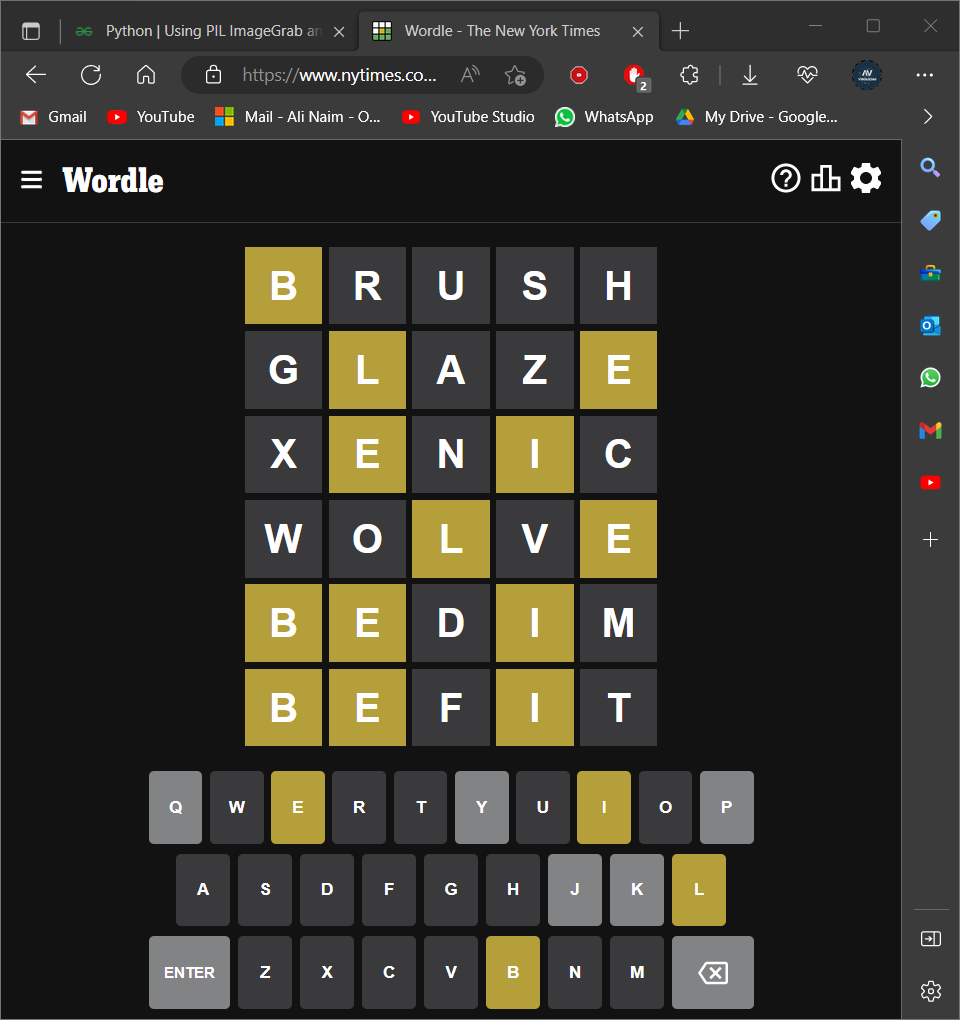 Python | Using PIL ImageGrab an
Wordle - The New York Times
https://www.nytimes.co...
2
Gmail YouTube Mail - Ali Naim - O... YouTube Studio WhatsApp My Drive - Google...
Wordle
B R U S H
G L A Z E
X E N I C
W O L V E
B E D I M
B E F I T
Q W E R T Y U I O P
A S D F G H J K L
ENTER Z X C V B N M